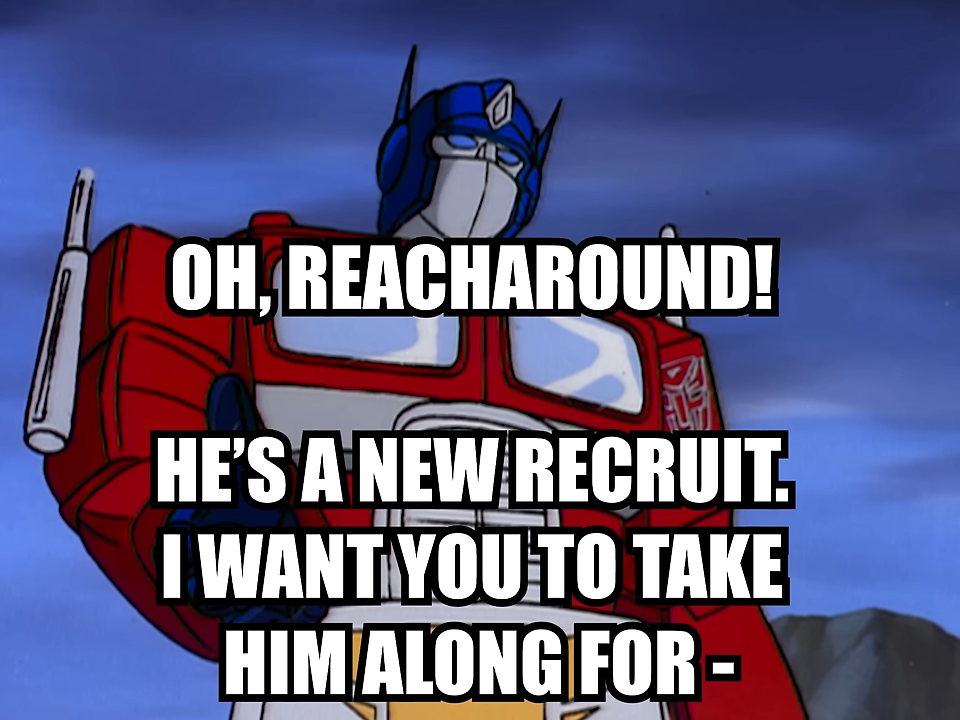 OH, REACHAROUND!
HE’S A NEW RECRUIT.
I WANT YOU TO TAKE
HIM ALONG FOR -